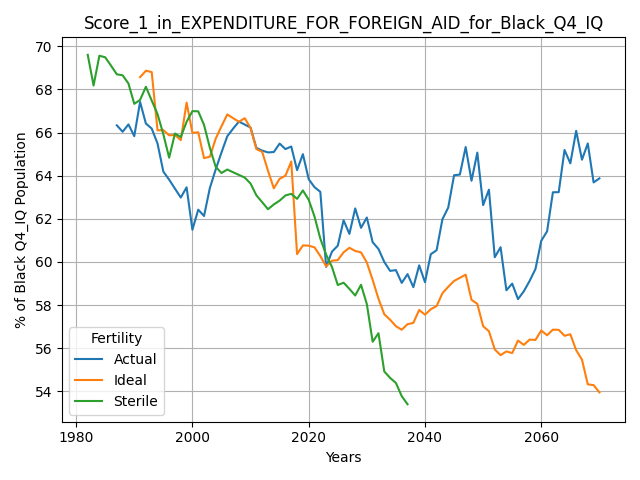 Score_1_in_EXPENDITURE_FOR_FOREIGN_AID_for_Black_Q4_IQ
% of Black Q4_IQ Population
70
68
66
64
62
60
58
56
54
Fertility
Actual
Ideal
Sterile
1980 2000 2020 2040 2060
Years